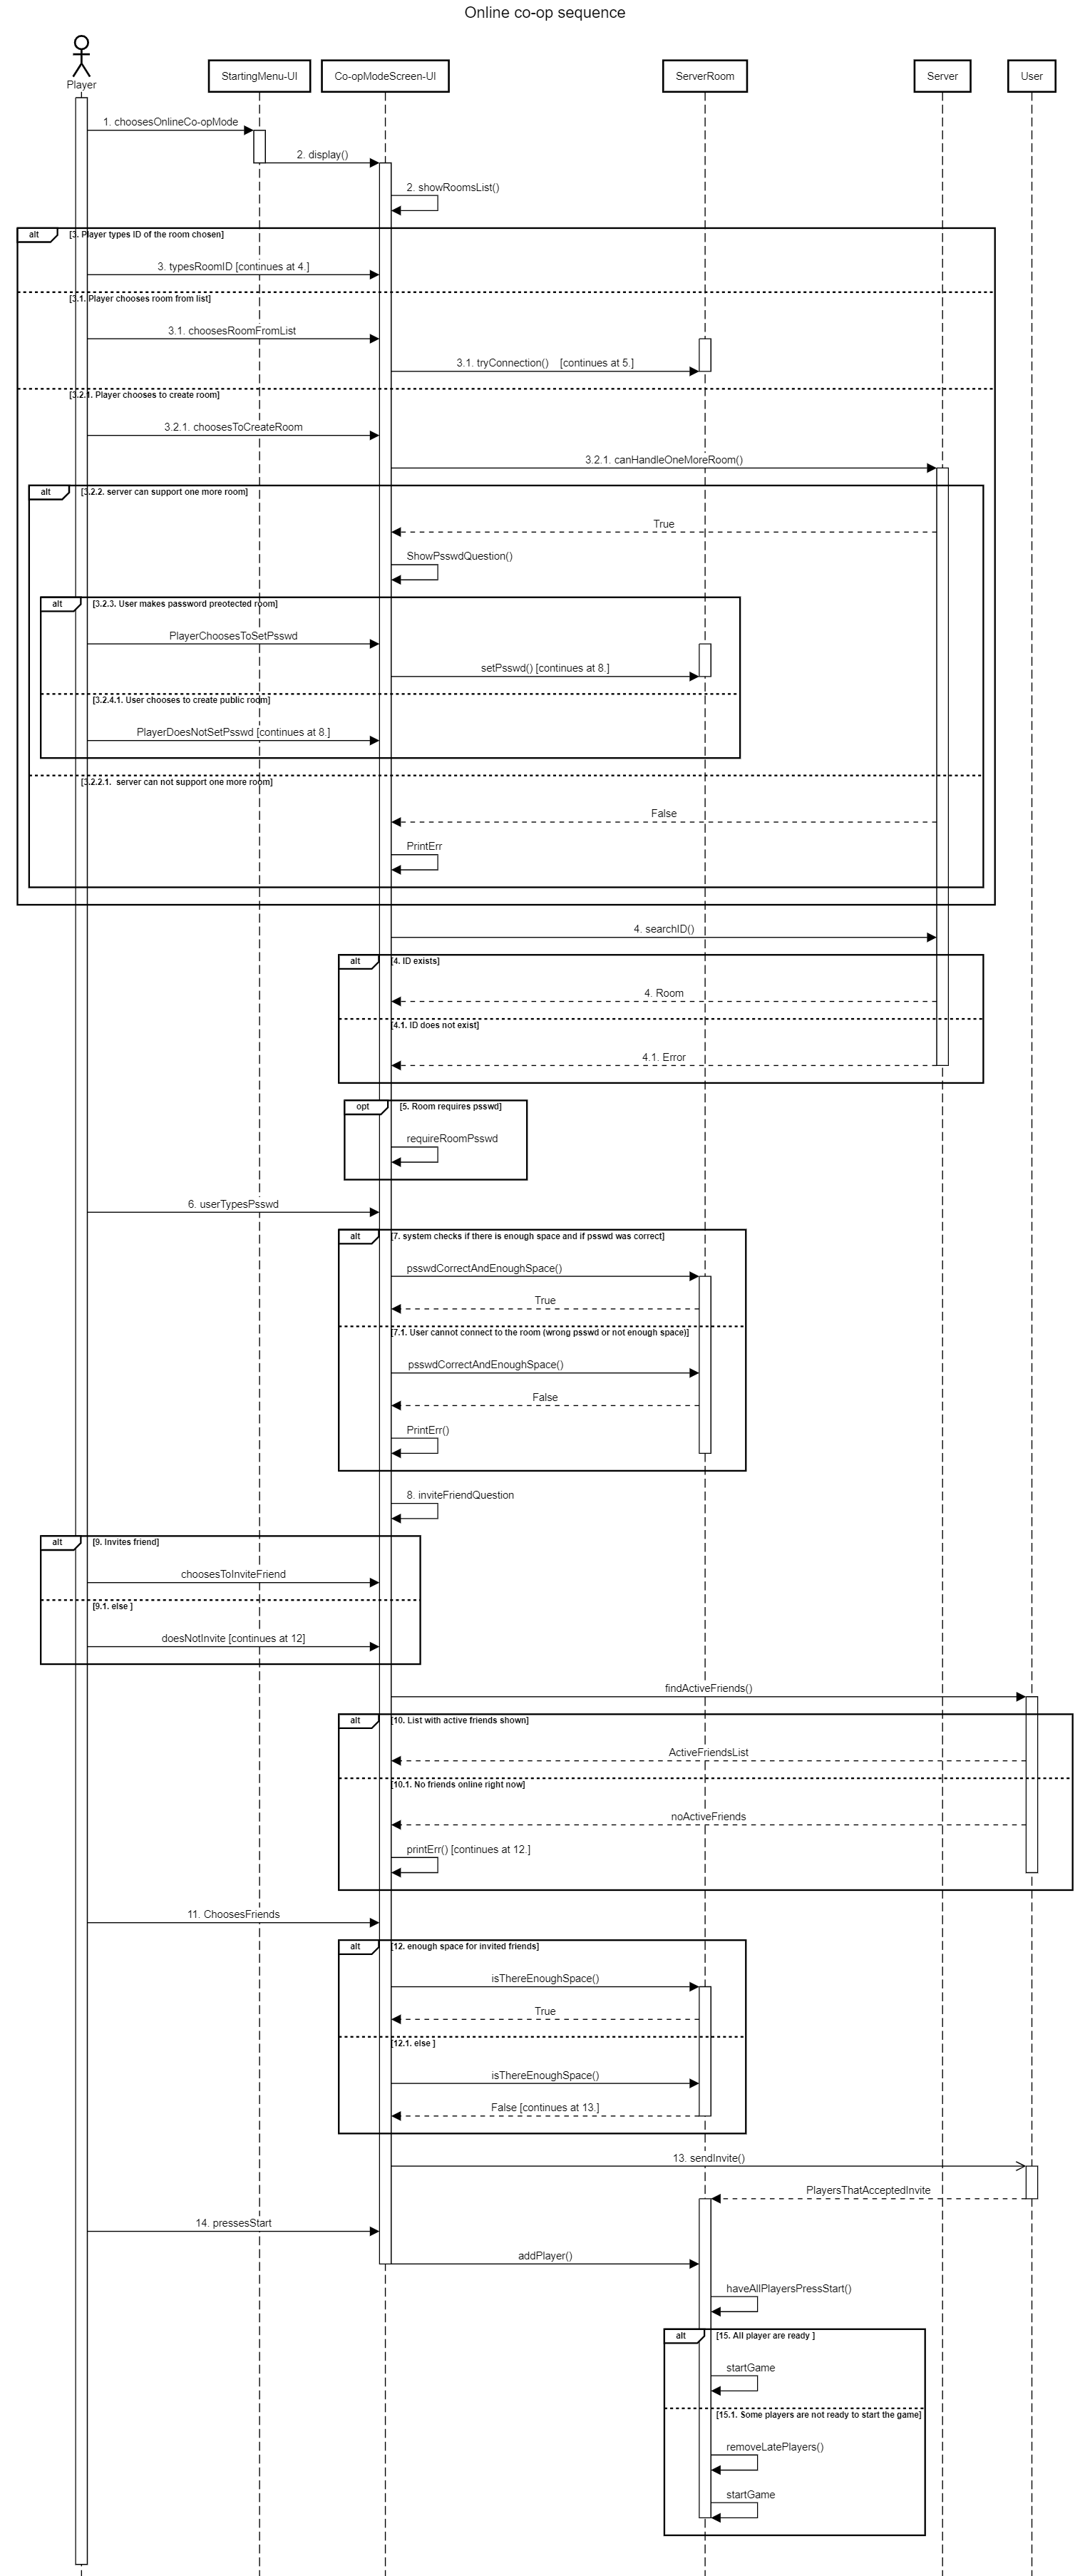 Online co-op sequence
Player
StartingMenu-UI
Co-opModeScreen-UI
ServerRoom
Server
User
1. choosesOnlineCo-opMode
2. display()
2. showRoomsList()
alt
[3. Player types ID of the room chosen]
3. typesRoomID [continues at 4.]
[3.1. Player chooses room from list]
3.1. choosesRoomFromList
3.1. tryConnection() [continues at 5.]
[3.2.1. Player chooses to create room]
3.2.1. choosesToCreateRoom
3.2.1. canHandleOneMoreRoom()
alt
[3.2.2. server can support one more room]
True
ShowPsswdQuestion()
alt
[3.2.3. User makes password preotected room]
PlayerChoosesToSetPsswd
setPsswd() [continues at 8.]
[3.2.4.1. User chooses to create public room]
PlayerDoesNotSetPsswd [continues at 8.]
[3.2.2.1. server can not support one more room]
False
PrintErr
4. searchID()
alt
[4. ID exists]
4. Room
[4.1. ID does not exist]
4.1. Error
opt
[5. Room requires psswd]
requireRoomPsswd
6. userTypesPsswd
alt
[7. system checks if there is enough space and if psswd was correct]
psswdCorrectAndEnoughSpace()
True
[7.1. User cannot connect to the room (wrong psswd or not enough space)]
psswdCorrectAndEnoughSpace()
False
PrintErr()
8. inviteFriendQuestion
alt
[9. Invites friend]
choosesToInviteFriend
[9.1. else ]
doesNotInvite [continues at 12]
findActiveFriends()
alt
[10. List with active friends shown]
ActiveFriendsList
[10.1. No friends online right now]
noActiveFriends
printErr() [continues at 12.]
11. ChoosesFriends
alt
[12. enough space for invited friends]
isThereEnoughSpace()
True
[12.1. else ]
isThereEnoughSpace()
False [continues at 13.]
13. sendInvite()
PlayersThatAcceptedInvite
14. pressesStart
addPlayer()
haveAllPlayersPressStart()
alt
[15. All player are ready ]
startGame
[15.1. Some players are not ready to start the game]
removeLatePlayers()
startGame